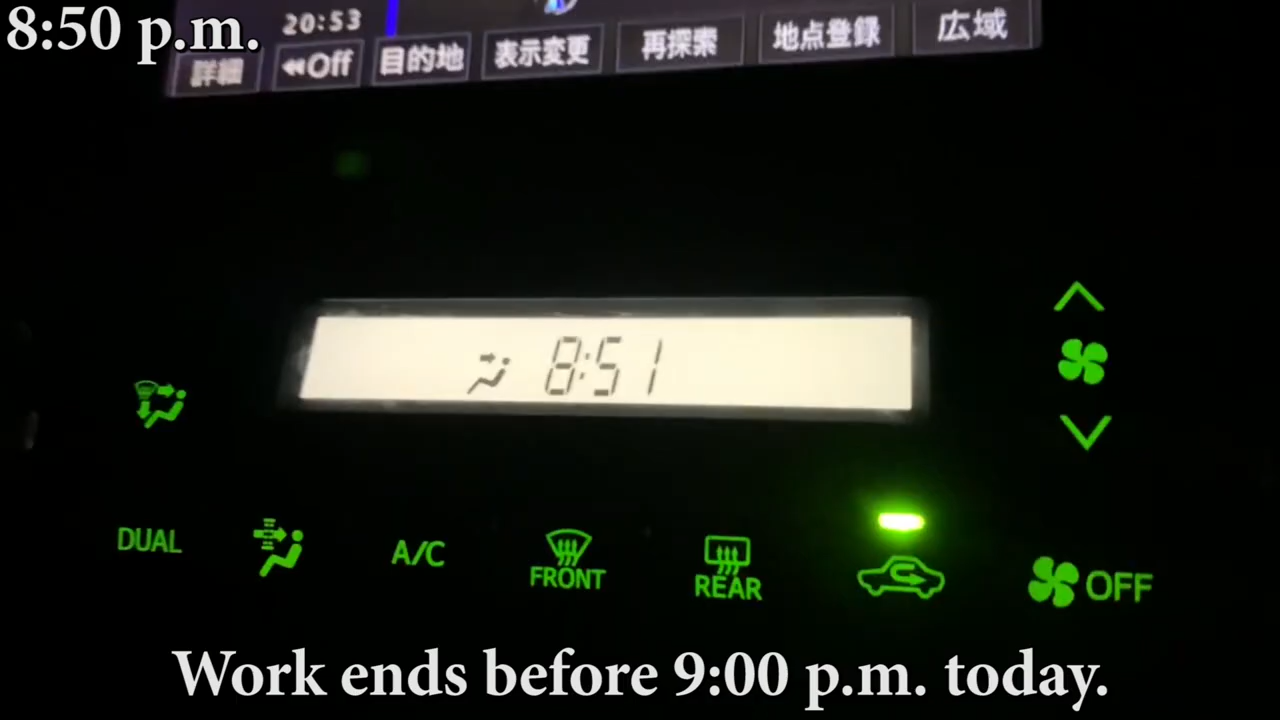 8:50 p.m.
20:53
詳細 ◀◀Off 目的地 表示変更 再探索 地点登録 広域
8:51
DUAL A/C FRONT REAR OFF
Work ends before 9:00 p.m. today.